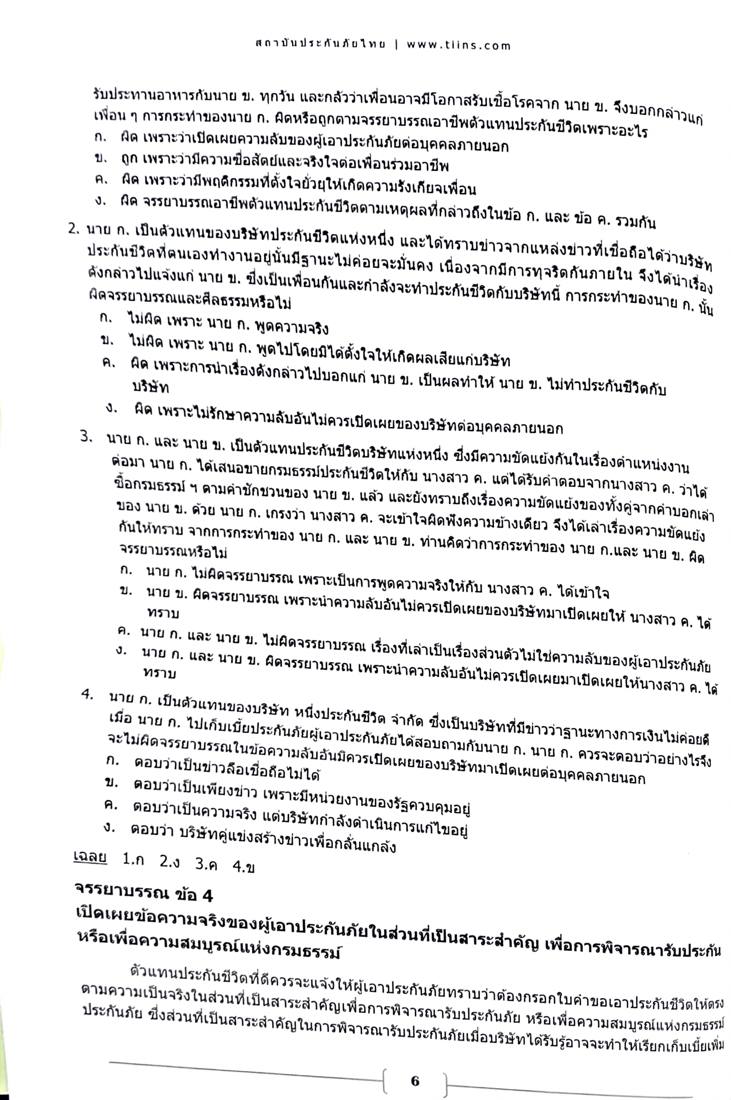 สถาบันประกันภัยไทย | www.tiins.com
รับประทานอาหารกับนาย ข. ทุกวัน และกลัวว่าเพื่อนอาจมีโอกาสรับเชื้อโรคจาก นาย ข. จึงบอกกล่าวแก่
เพื่อน ๆ การกระทำของนาย ก. ผิดหรือถูกตามจรรยาบรรณอาชีพตัวแทนประกันชีวิตเพราะอะไร
ก. ผิด เพราะว่าเปิดเผยความลับของผู้เอาประกันภัยต่อบุคคลภายนอก
ข. ถูก เพราะว่ามีความซื่อสัตย์และจริงใจต่อเพื่อนร่วมอาชีพ
ค. ผิด เพราะว่ามีพฤติกรรมที่ตั้งใจยั่วยุให้เกิดความรังเกียจเพื่อน
ง. ผิด จรรยาบรรณอาชีพตัวแทนประกันชีวิตตามเหตุผลที่กล่าวถึงในข้อ ก. และ ข้อ ค. รวมกัน
2. นาย ก. เป็นตัวแทนของบริษัทประกันชีวิตแห่งหนึ่ง และได้ทราบข่าวจากแหล่งข่าวที่เชื่อถือได้ว่าบริษัท
ประกันชีวิตที่ตนเองทำงานอยู่นั้นมีฐานะไม่ค่อยจะมั่นคง เนื่องจากมีการทุจริตกันภายใน จึงได้นำเรื่อง
ดังกล่าวไปแจ้งแก่ นาย ข. ซึ่งเป็นเพื่อนกันและกำลังจะทำประกันชีวิตกับบริษัทนี้ การกระทำของนาย ก. นั้น
ผิดจรรยาบรรณและศีลธรรมหรือไม่
ก. ไม่ผิด เพราะ นาย ก. พูดความจริง
ข. ไม่ผิด เพราะ นาย ก. พูดไปโดยมิได้ตั้งใจให้เกิดผลเสียแก่บริษัท
ค. ผิด เพราะการนำเรื่องดังกล่าวไปบอกแก่ นาย ข. เป็นผลทำให้ นาย ข. ไม่ทำประกันชีวิตกับ
บริษัท
ง. ผิด เพราะไม่รักษาความลับอันไม่ควรเปิดเผยของบริษัทต่อบุคคลภายนอก
3. นาย ก. และ นาย ข. เป็นตัวแทนประกันชีวิตบริษัทแห่งหนึ่ง ซึ่งมีความขัดแย้งกันในเรื่องตำแหน่งงาน
ต่อมา นาย ก. ได้เสนอขายกรมธรรม์ประกันชีวิตให้กับ นางสาว ค. แต่ได้รับคำตอบจากนางสาว ค. ว่าได้
ซื้อกรมธรรม์ ฯ ตามคำชักชวนของ นาย ข. แล้ว และยังทราบถึงเรื่องความขัดแย้งของทั้งคู่จากคำบอกเล่า
ของ นาย ข. ด้วย นาย ก. เกรงว่า นางสาว ค. จะเข้าใจผิดฟังความข้างเดียว จึงได้เล่าเรื่องความขัดแย้ง
กันให้ทราบ จากการกระทำของ นาย ก. และ นาย ข. ท่านคิดว่าการกระทำของ นาย ก.และ นาย ข. ผิด
จรรยาบรรณหรือไม่
ก. นาย ก. ไม่ผิดจรรยาบรรณ เพราะเป็นการพูดความจริงให้กับ นางสาว ค. ได้เข้าใจ
ข. นาย ข. ผิดจรรยาบรรณ เพราะนำความลับอันไม่ควรเปิดเผยของบริษัทมาเปิดเผยให้ นางสาว ค. ได้
ทราบ
ค. นาย ก. และ นาย ข. ไม่ผิดจรรยาบรรณ เรื่องที่เล่าเป็นเรื่องส่วนตัวไม่ใช่ความลับของผู้เอาประกันภัย
ง. นาย ก. และ นาย ข. ผิดจรรยาบรรณ เพราะนำความลับอันไม่ควรเปิดเผยมาเปิดเผยให้นางสาว ค. ได้
ทราบ
4. นาย ก. เป็นตัวแทนของบริษัท หนึ่งประกันชีวิต จำกัด ซึ่งเป็นบริษัทที่มีข่าวว่าฐานะทางการเงินไม่ค่อยดี
เมื่อ นาย ก. ไปเก็บเบี้ยประกันภัยผู้เอาประกันภัยได้สอบถามกับนาย ก. นาย ก. ควรจะตอบว่าอย่างไรจึง
จะไม่ผิดจรรยาบรรณในข้อความลับอันมิควรเปิดเผยของบริษัทมาเปิดเผยต่อบุคคลภายนอก
ก. ตอบว่าเป็นข่าวลือเชื่อถือไม่ได้
ข. ตอบว่าเป็นเพียงข่าว เพราะมีหน่วยงานของรัฐควบคุมอยู่
ค. ตอบว่าเป็นความจริง แต่บริษัทกำลังดำเนินการแก้ไขอยู่
ง. ตอบว่า บริษัทคู่แข่งสร้างข่าวเพื่อกลั่นแกล้ง
เฉลย 1.ก 2.ง 3.ค 4.ข
จรรยาบรรณ ข้อ 4
เปิดเผยข้อความจริงของผู้เอาประกันภัยในส่วนที่เป็นสาระสำคัญ เพื่อการพิจารณารับประกัน
หรือเพื่อความสมบูรณ์แห่งกรมธรรม์
ตัวแทนประกันชีวิตที่ดีควรจะแจ้งให้ผู้เอาประกันภัยทราบว่าต้องกรอกใบคำขอเอาประกันชีวิตให้ตรง
ตามความเป็นจริงในส่วนที่เป็นสาระสำคัญเพื่อการพิจารณารับประกันภัย หรือเพื่อความสมบูรณ์แห่งกรมธรรม์
ประกันภัย ซึ่งส่วนที่เป็นสาระสำคัญในการพิจารณารับประกันภัยเมื่อบริษัทได้รับรู้อาจจะทำให้เรียกเก็บเบี้ยเพิ่ม
6